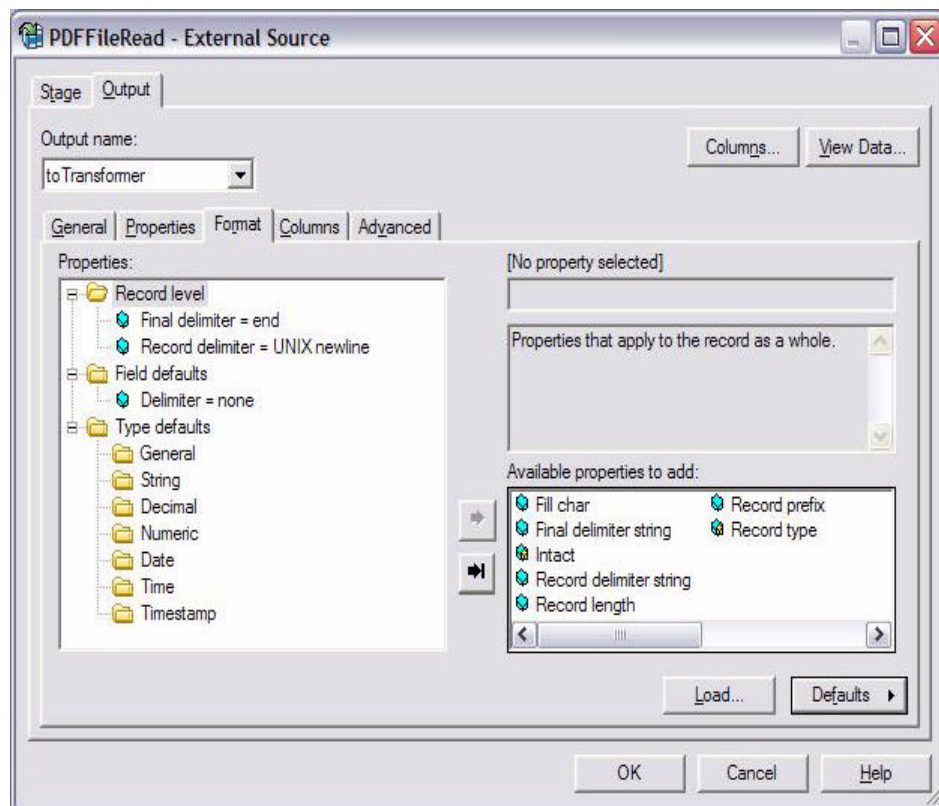 PDFFileRead - External Source
Stage Output
Output name:
toTransformer
Columns... View Data...
General Properties Format Columns Advanced
Properties:
Record level
Final delimiter = end
Record delimiter = UNIX newline
Field defaults
Delimiter = none
Type defaults
General
String
Decimal
Numeric
Date
Time
Timestamp
[No property selected]
Properties that apply to the record as a whole.
Available properties to add:
Fill char Record prefix
Final delimiter string Record type
Intact
Record delimiter string
Record length
Load... Defaults
OK Cancel Help